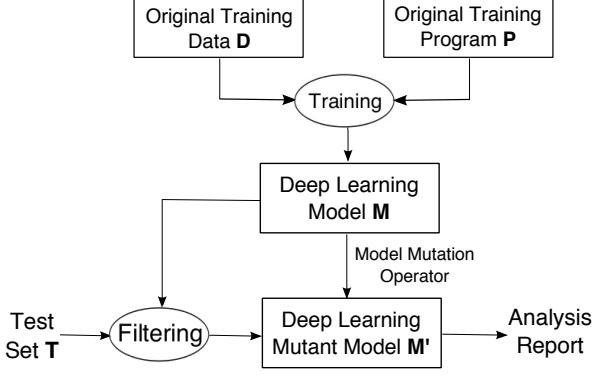 Original Training
Data D
Original Training
Program P
Training
Deep Learning
Model M
Model Mutation
Operator
Test
Set T
Filtering
Deep Learning
Mutant Model M'
Analysis
Report